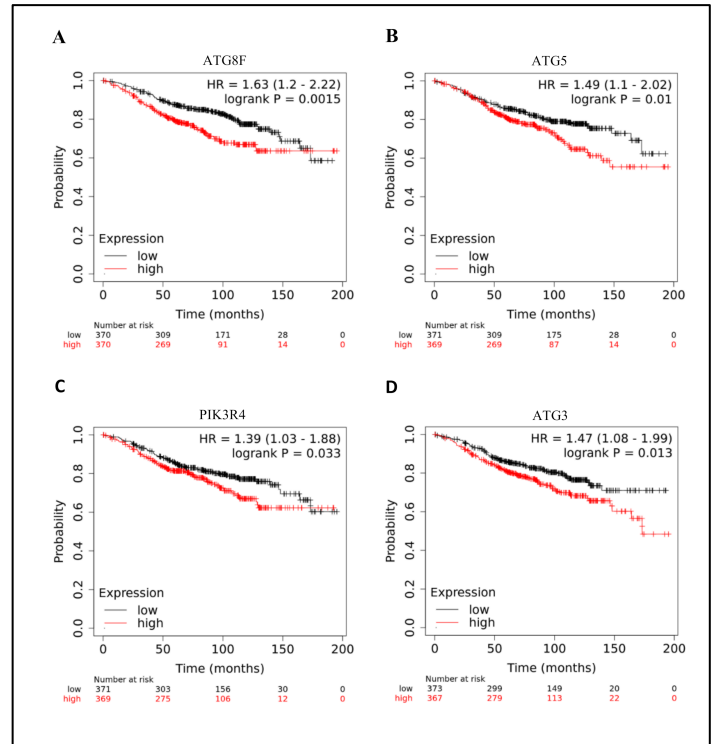 A
ATG8F
HR = 1.63 (1.2 - 2.22)
logrank P = 0.0015
Probability
1.0
0.8
0.6
0.4
0.2
0.0
Expression
low
high
0 50 100 150 200
Time (months)
Number at risk
low 370 309 171 28 0
high 370 269 91 14 0
B
ATG5
HR = 1.49 (1.1 - 2.02)
logrank P = 0.01
Probability
1.0
0.8
0.6
0.4
0.2
0.0
Expression
low
high
0 50 100 150 200
Time (months)
Number at risk
low 371 309 175 28 0
high 369 269 87 14 0
C
PIK3R4
HR = 1.39 (1.03 - 1.88)
logrank P = 0.033
Probability
1.0
0.8
0.6
0.4
0.2
0.0
Expression
low
high
0 50 100 150 200
Time (months)
Number at risk
low 371 303 156 30 0
high 369 275 106 12 0
D
ATG3
HR = 1.47 (1.08 - 1.99)
logrank P = 0.013
Probability
1.0
0.8
0.6
0.4
0.2
0.0
Expression
low
high
0 50 100 150 200
Time (months)
Number at risk
low 373 299 149 20 0
high 367 279 113 22 0